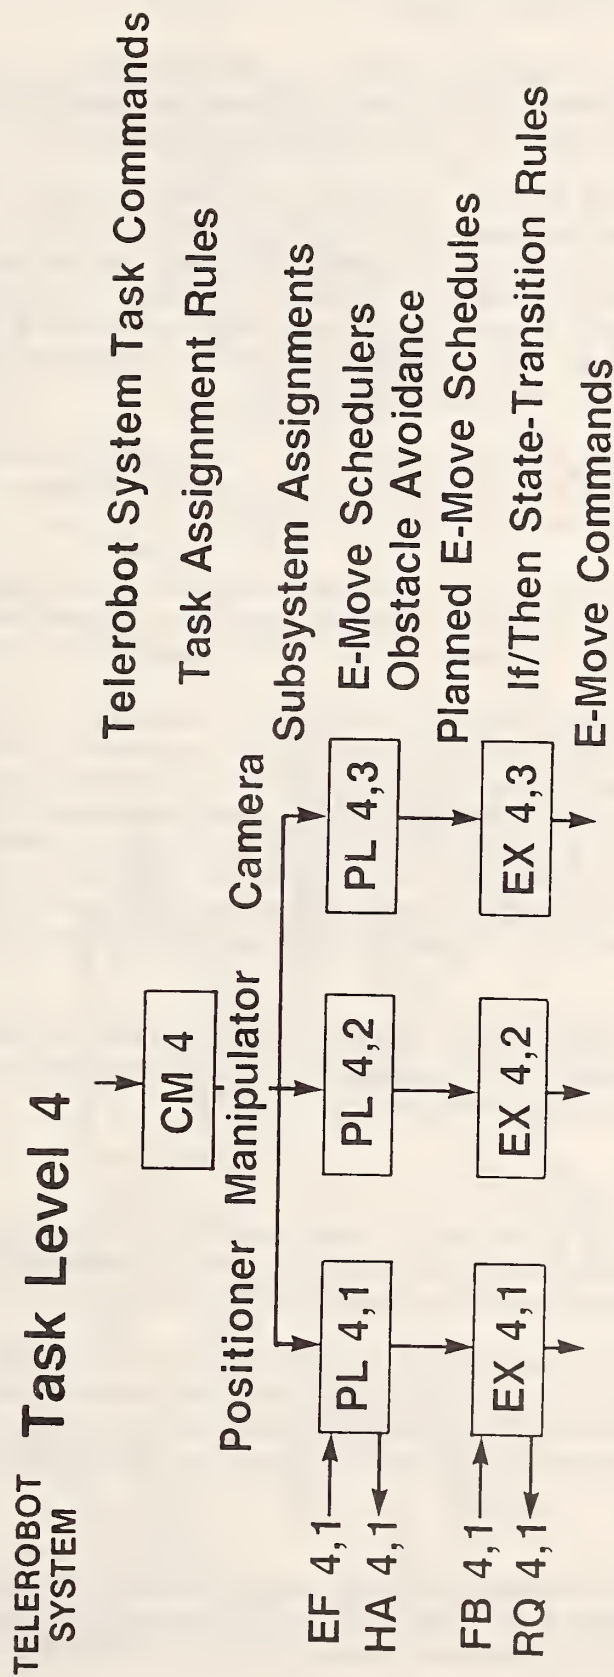 TELEROBOT
SYSTEM
Task Level 4
Telerobot System Task Commands
CM 4
Task Assignment Rules
Positioner Manipulator Camera
Subsystem Assignments
EF 4,1
HA 4,1
PL 4,1
PL 4,2
PL 4,3
E-Move Schedulers
Obstacle Avoidance
Planned E-Move Schedules
FB 4,1
RQ 4,1
EX 4,1
EX 4,2
EX 4,3
If/Then State-Transition Rules
E-Move Commands